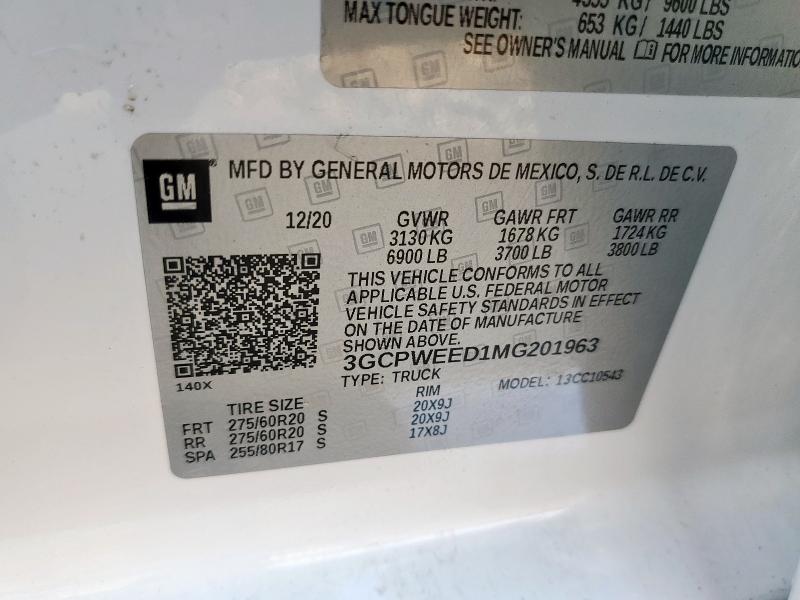 KG/ 9600 LBS
MAX TONGUE WEIGHT: 653 KG/ 1440 LBS
SEE OWNER'S MANUAL FOR MORE INFORMATION
GM MFD BY GENERAL MOTORS DE MEXICO, S. DE R.L. DE C.V.
12/20 GVWR GAWR FRT GAWR RR
3130 KG 1678 KG 1724 KG
6900 LB 3700 LB 3800 LB
THIS VEHICLE CONFORMS TO ALL
APPLICABLE U.S. FEDERAL MOTOR
VEHICLE SAFETY STANDARDS IN EFFECT
ON THE DATE OF MANUFACTURE
SHOWN ABOVE.
3GCPWEED1MG201963
140X TYPE: TRUCK MODEL: 13CC10543
TIRE SIZE RIM
FRT 275/60R20 S 20X9J
RR 275/60R20 S 20X9J
SPA 255/80R17 S 17X8J